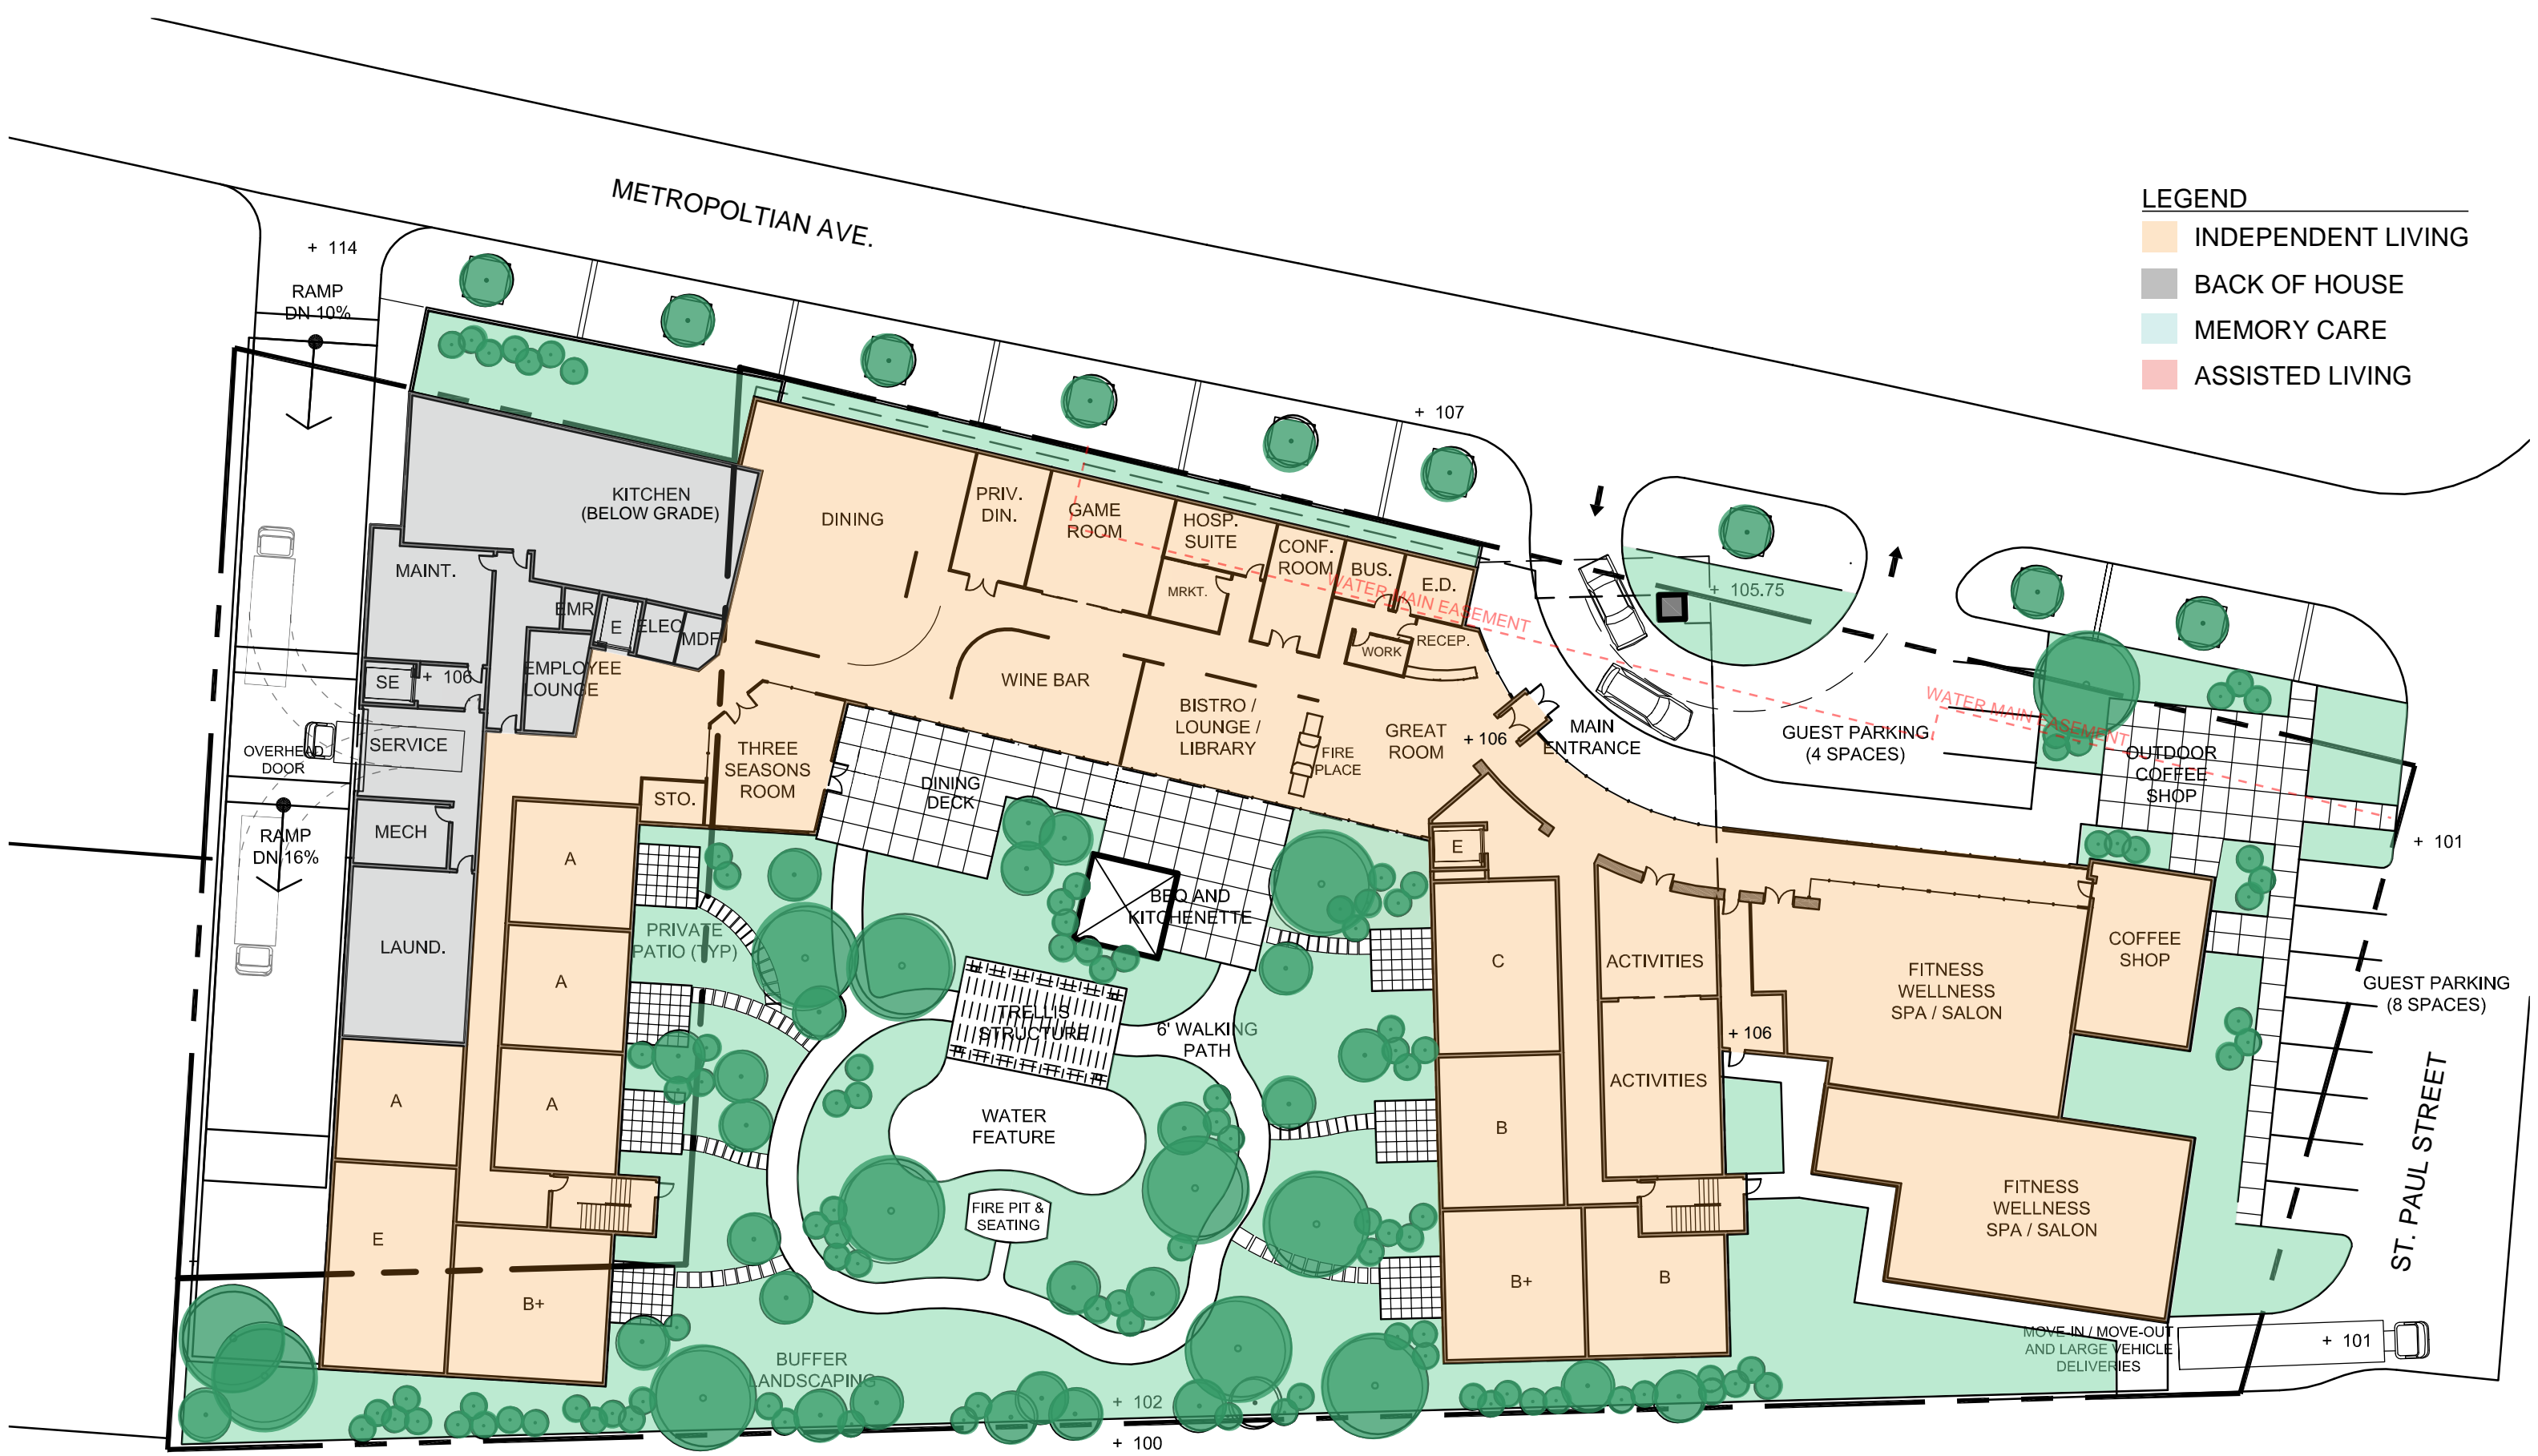 METROPOLTIAN AVE.
LEGEND
INDEPENDENT LIVING
BACK OF HOUSE
MEMORY CARE
ASSISTED LIVING
+ 114
RAMP
DN 10%
+ 107
KITCHEN
(BELOW GRADE)
DINING
PRIV.
DIN.
GAME
ROOM
HOSP.
SUITE
CONF.
ROOM
BUS.
E.D.
MRKT.
WATER MAIN EASEMENT
+ 105.75
MAINT.
EMR
E
ELEC
MDF
WORK
RECEP.
EMPLOYEE
LOUNGE
SE
+ 106
WINE BAR
BISTRO /
LOUNGE /
LIBRARY
FIRE
PLACE
GREAT
ROOM
+ 106
MAIN
ENTRANCE
GUEST PARKING
(4 SPACES)
WATER MAIN EASEMENT
OUTDOOR
COFFEE
SHOP
OVERHEAD
DOOR
SERVICE
THREE
SEASONS
ROOM
STO.
DINING
DECK
RAMP
DN 16%
MECH
A
E
+ 101
LAUND.
PRIVATE
PATIO (TYP)
BBQ AND
KITCHENETTE
C
ACTIVITIES
FITNESS
WELLNESS
SPA / SALON
COFFEE
SHOP
GUEST PARKING
(8 SPACES)
A
TRELLIS
STRUCTURE
6' WALKING
PATH
+ 106
A
A
WATER
FEATURE
B
ACTIVITIES
ST. PAUL STREET
E
FIRE PIT &
SEATING
FITNESS
WELLNESS
SPA / SALON
B+
B+
B
BUFFER
LANDSCAPING
MOVE-IN / MOVE-OUT
AND LARGE VEHICLE
DELIVERIES
+ 101
+ 102
+ 100